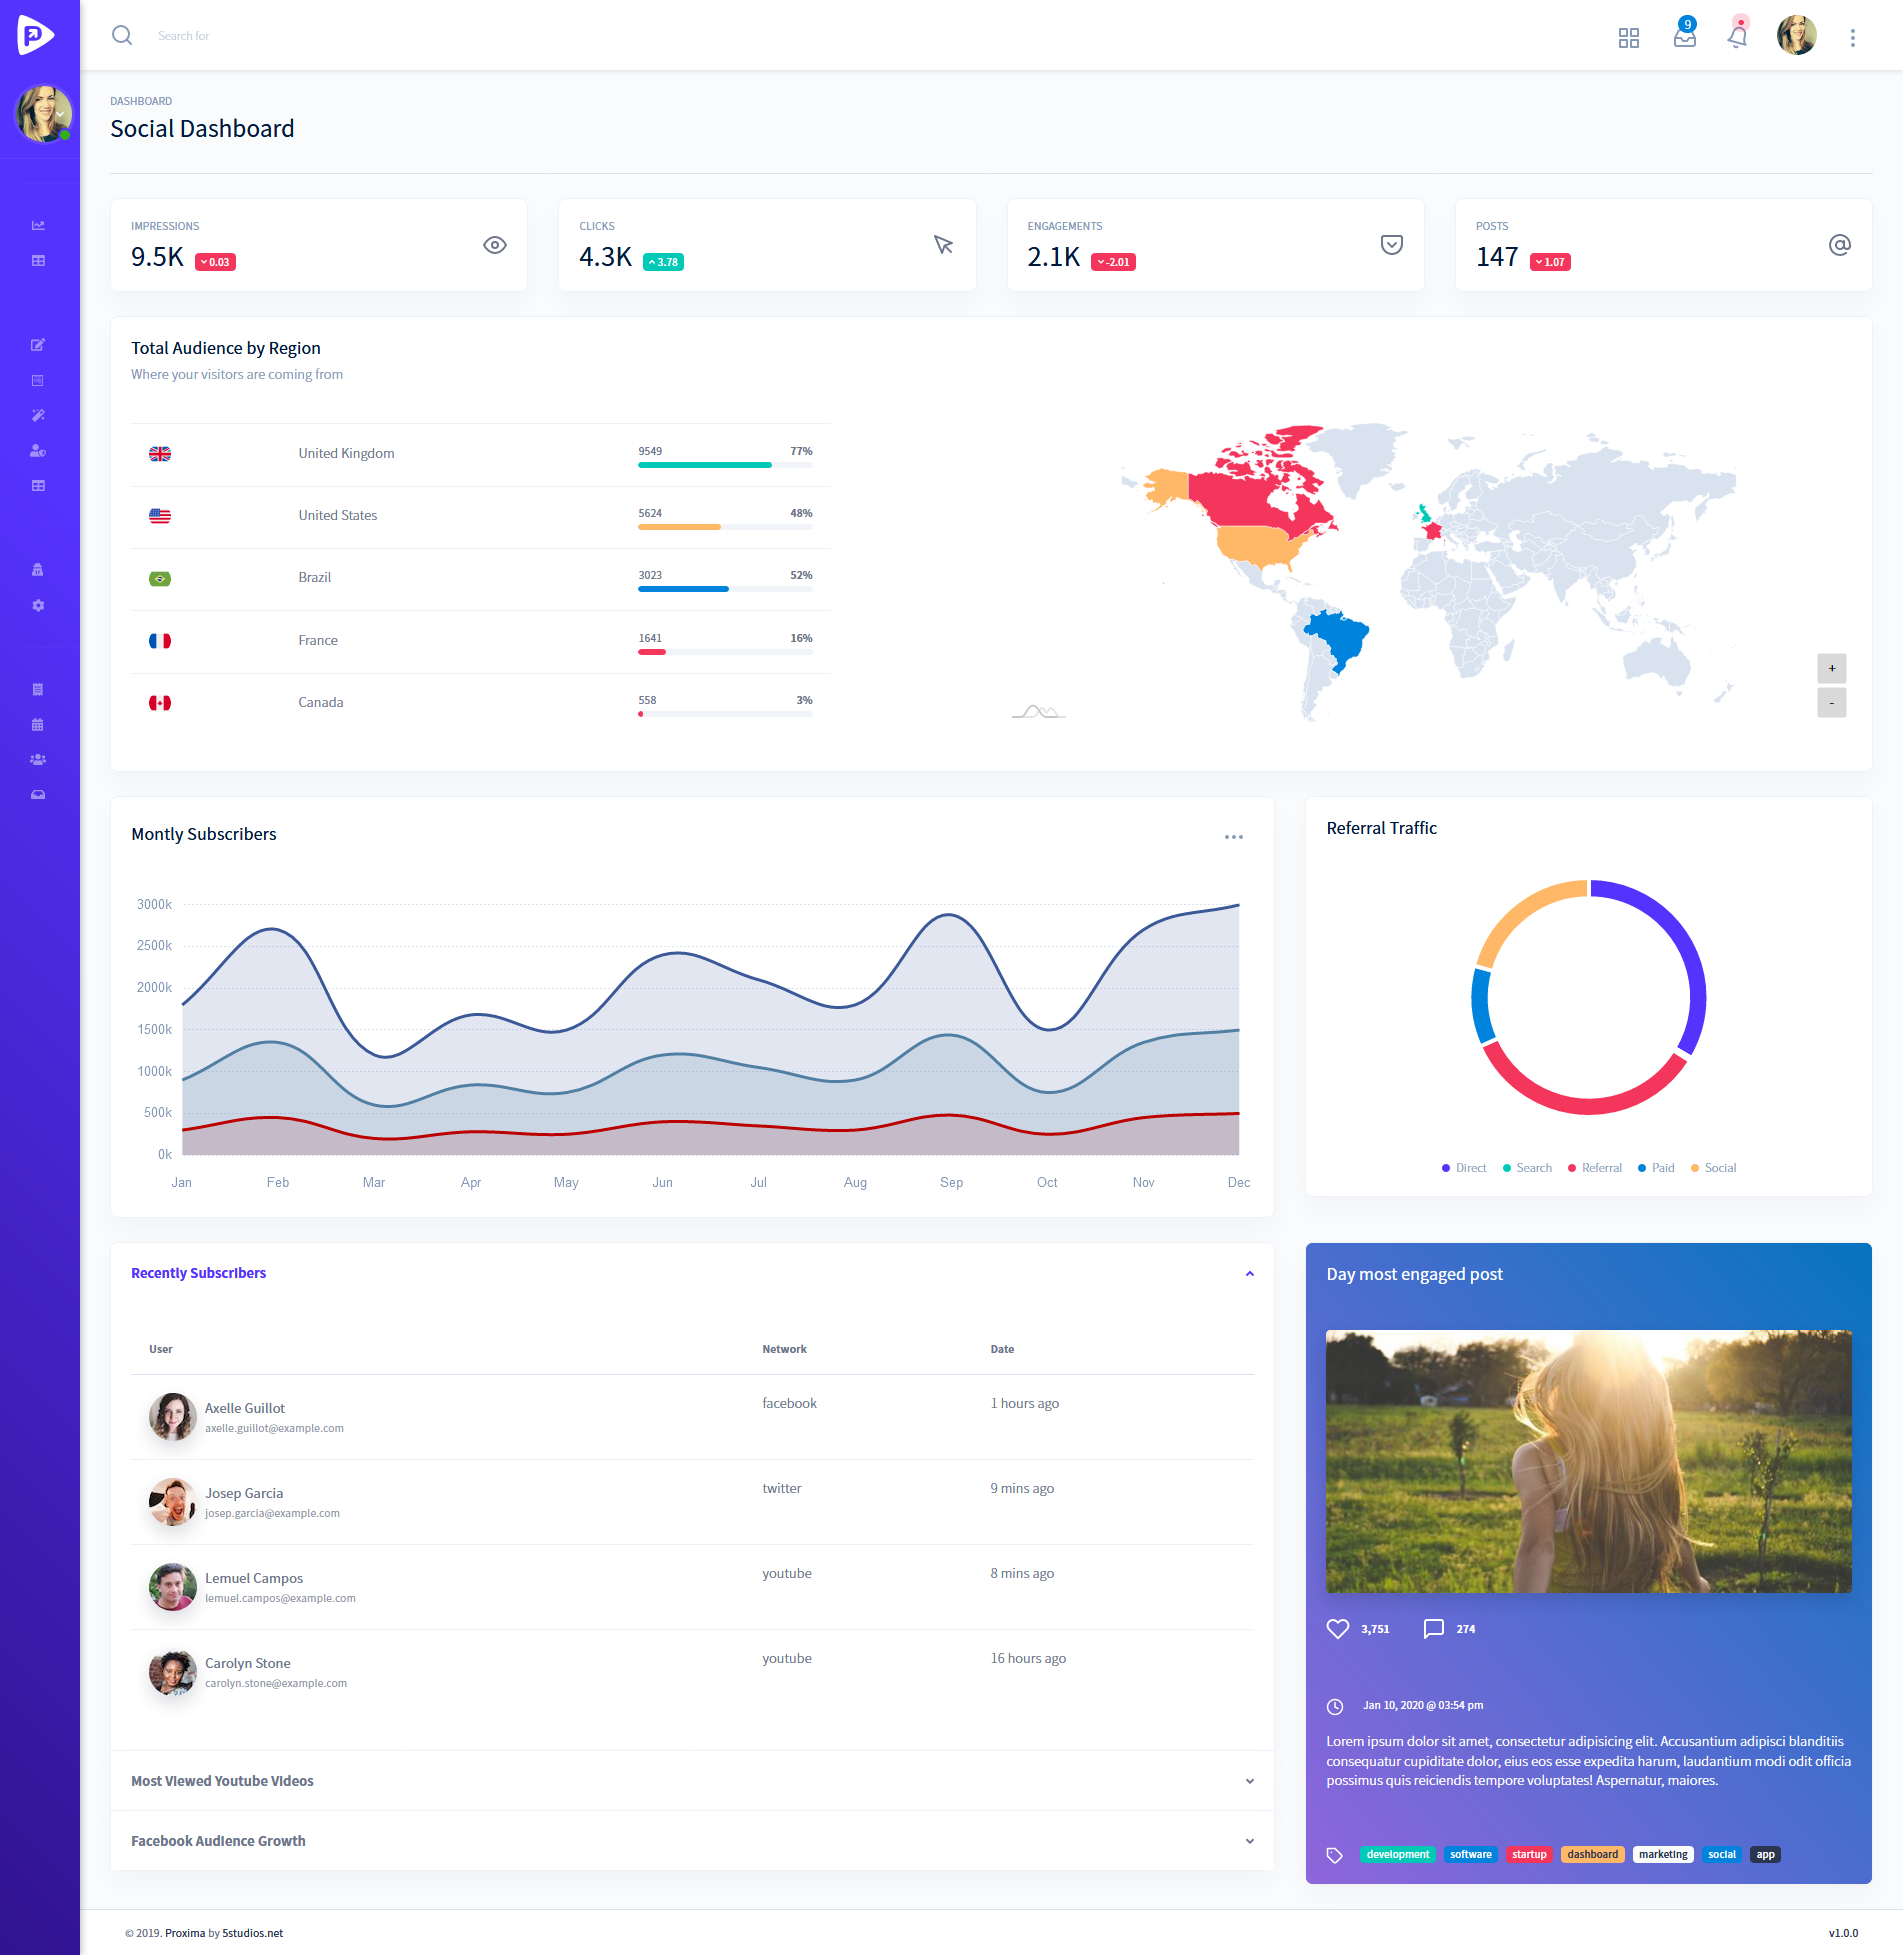 Search for
9
DASHBOARD
Social Dashboard
IMPRESSIONS
9.5K 0.03
CLICKS
4.3K 3.78
ENGAGEMENTS
2.1K -2.01
POSTS
147 1.07
Total Audience by Region
Where your visitors are coming from
United Kingdom 9549 77%
United States 5624 48%
Brazil 3023 52%
France 1641 16%
Canada 558 3%
+
-
Montly Subscribers
3000k
2500k
2000k
1500k
1000k
500k
0k
Jan Feb Mar Apr May Jun Jul Aug Sep Oct Nov Dec
Referral Traffic
Direct Search Referral Paid Social
Recently Subscribers
User Network Date
Axelle Guillot facebook 1 hours ago
axelle.guillot@example.com
Josep Garcia twitter 9 mins ago
josep.garcia@example.com
Lemuel Campos youtube 8 mins ago
lemuel.campos@example.com
Carolyn Stone youtube 16 hours ago
carolyn.stone@example.com
Most Viewed Youtube Videos
Facebook Audience Growth
Day most engaged post
3,751 274
Jan 10, 2020 @ 03:54 pm
Lorem ipsum dolor sit amet, consectetur adipisicing elit. Accusantium adipisci blanditiis
consequatur cupiditate dolor, eius eos esse expedita harum, laudantium modi odit officia
possimus quis reiciendis tempore voluptates! Aspernatur, maiores.
development software startup dashboard marketing social app
© 2019. Proxima by 5studios.net
v1.0.0